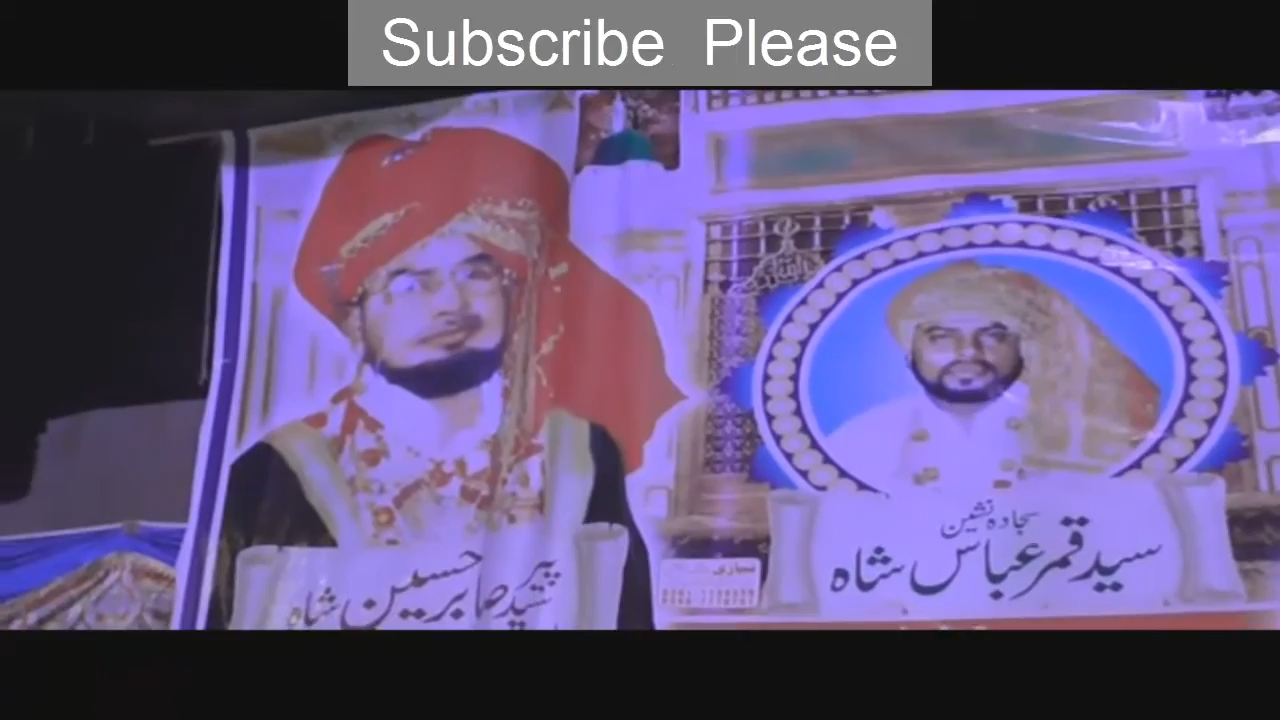 Subscribe Please
پیر
سید صابر حسین شاہ
سجادہ نشین
سید قمر عباس شاہ